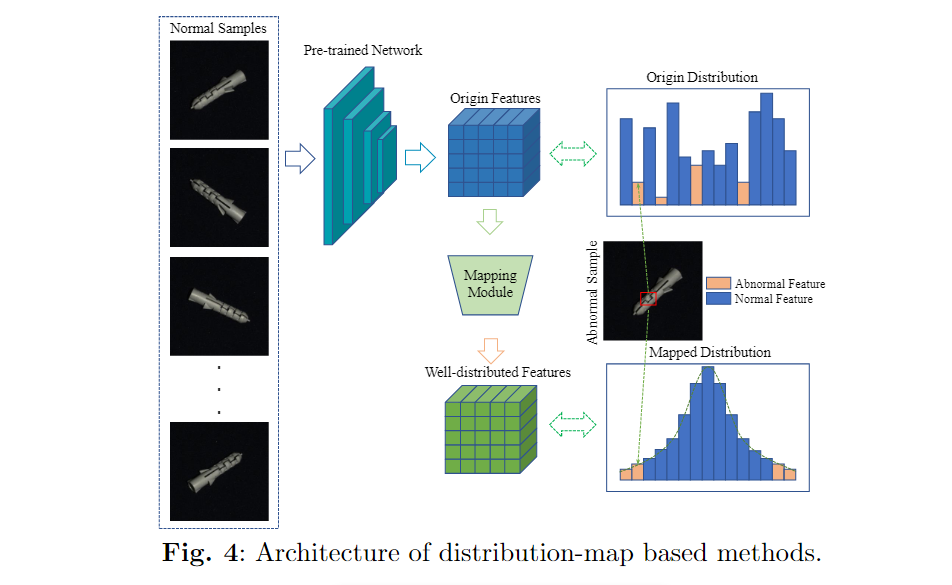 Normal Samples
Pre-trained Network
Origin Features
Origin Distribution
Mapping
Module
Abnormal Sample
Abnormal Feature
Normal Feature
Well-distributed Features
Mapped Distribution
Fig. 4: Architecture of distribution-map based methods.